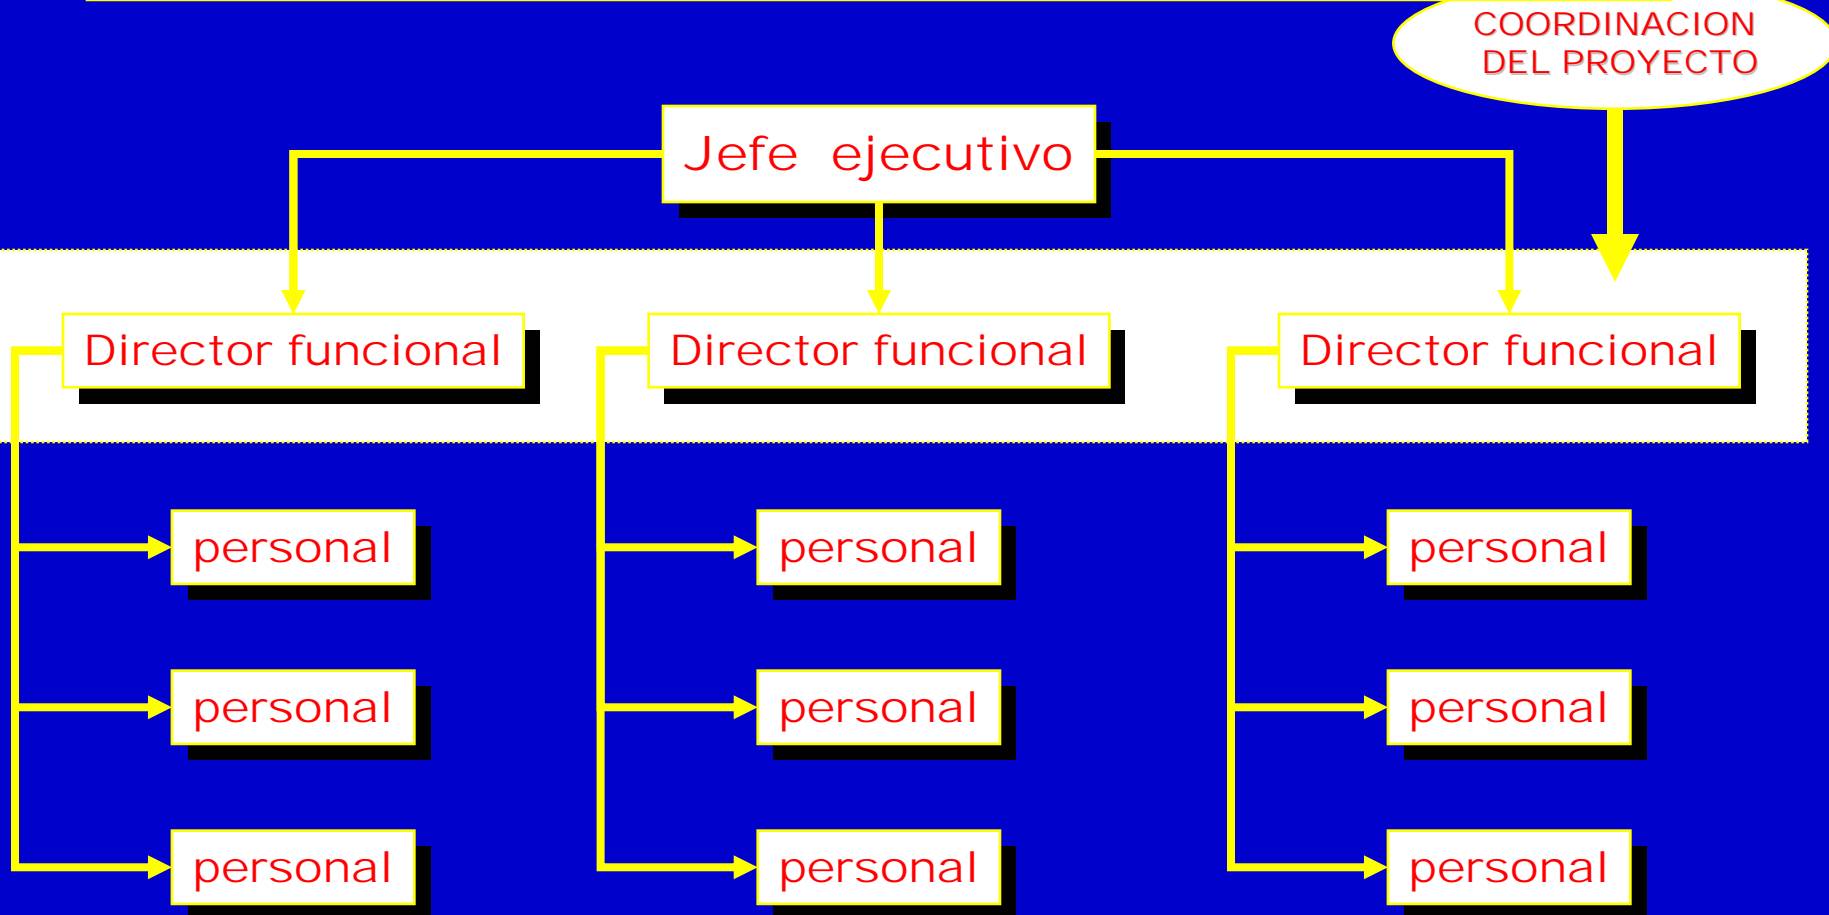 COORDINACION
DEL PROYECTO
Jefe ejecutivo
Director funcional
Director funcional
Director funcional
personal
personal
personal
personal
personal
personal
personal
personal
personal